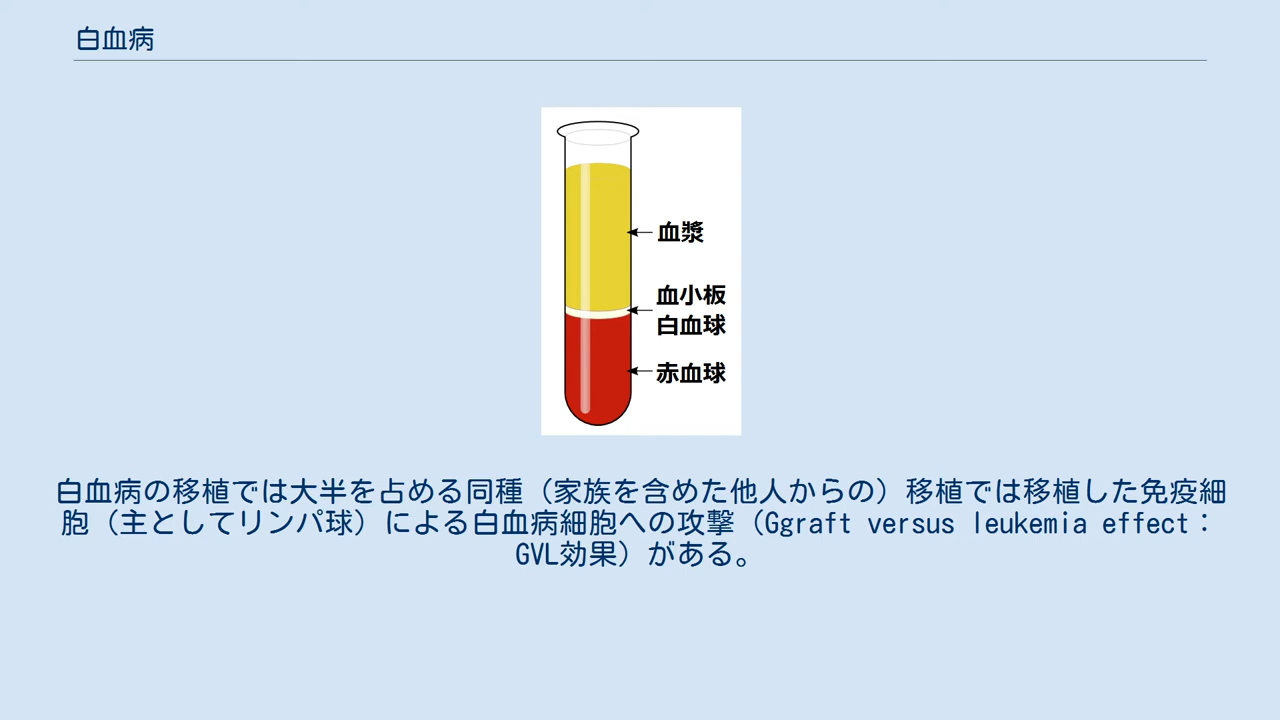 白血病
血漿
血小板
白血球
赤血球
白血病の移植では大半を占める同種（家族を含めた他人からの）移植では移植した免疫細
胞（主としてリンパ球）による白血病細胞への攻撃（Ggraft versus leukemia effect：
GVL効果）がある。